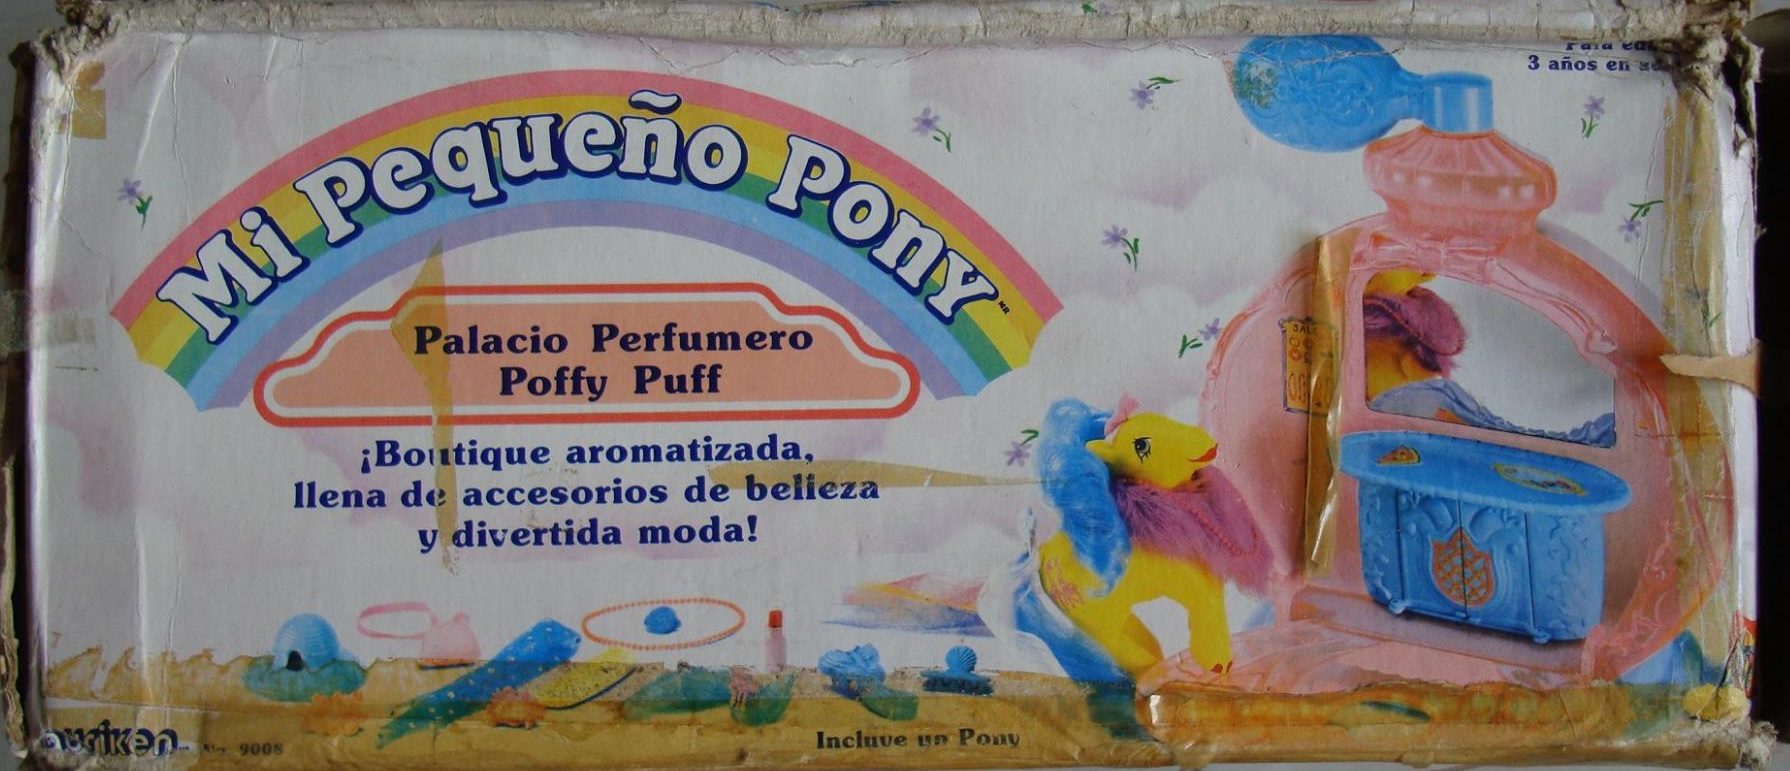 3 años en
Mi Pequeño Pony
MR
Palacio Perfumero
Poffy Puff
¡Boutique aromatizada,
llena de accesorios de belleza
y divertida moda!
9008
Incluye un Pony